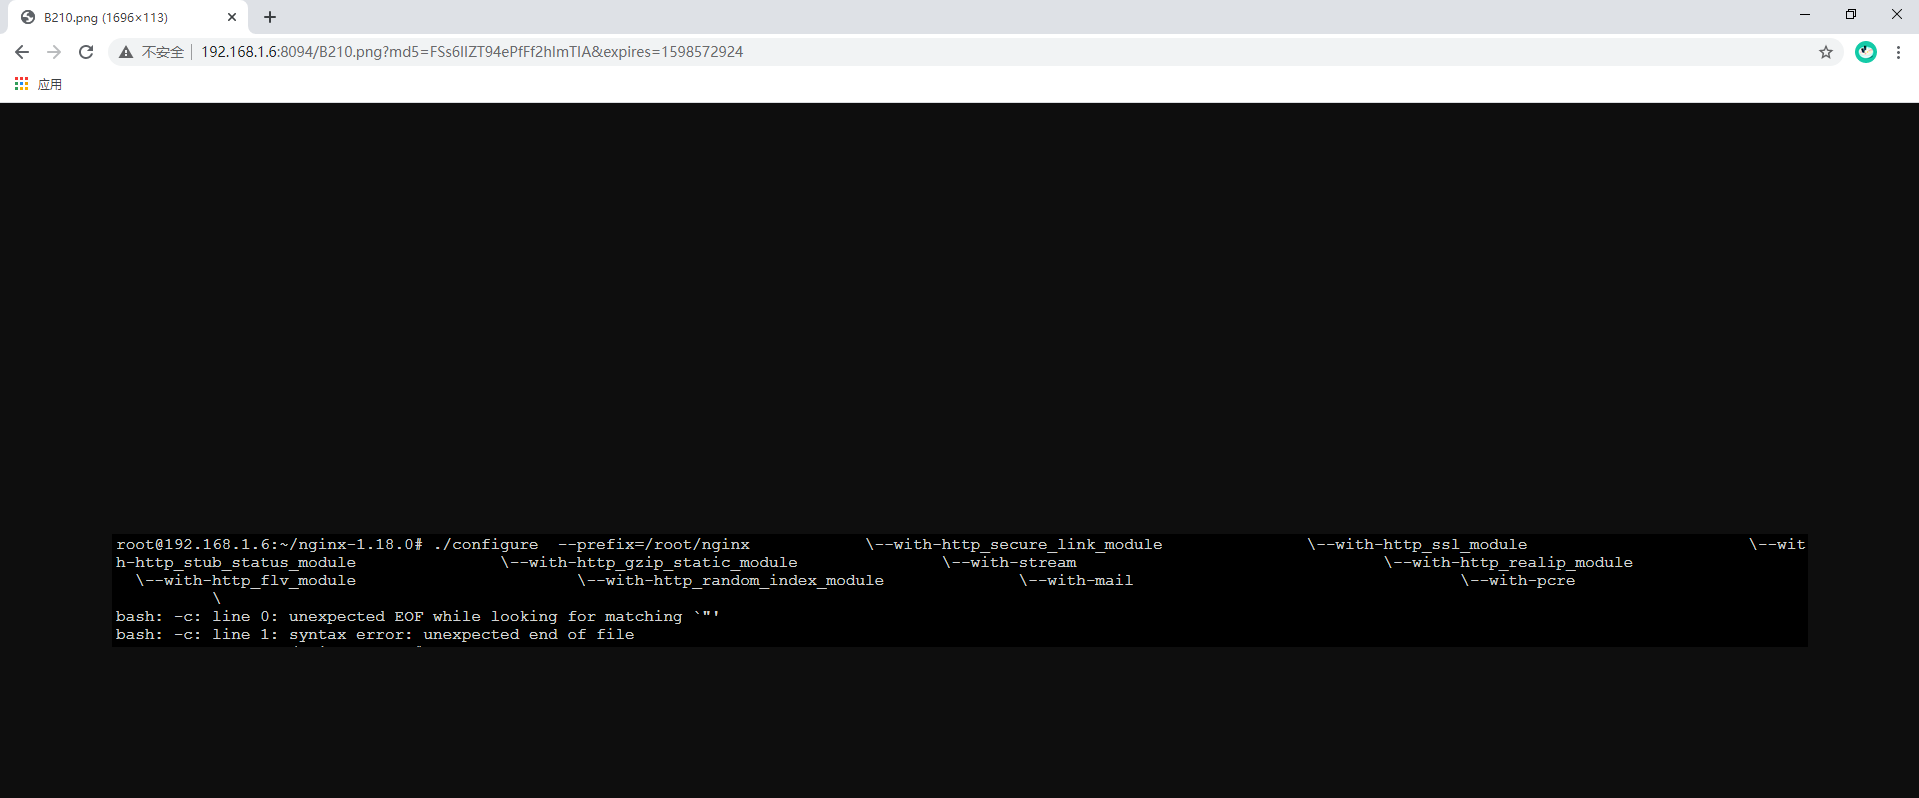 B210.png (1696×113)
不安全 192.168.1.6:8094/B210.png?md5=FSs6lIZT94ePfFf2hlmTIA&expires=1598572924
应用
root@192.168.1.6:~/nginx-1.18.0# ./configure  --prefix=/root/nginx            \--with-http_secure_link_module               \--with-http_ssl_module                       \--wit
h-http_stub_status_module               \--with-http_gzip_static_module               \--with-stream                                \--with-http_realip_module
  \--with-http_flv_module                       \--with-http_random_index_module              \--with-mail                                  \--with-pcre
          \
bash: -c: line 0: unexpected EOF while looking for matching `"'
bash: -c: line 1: syntax error: unexpected end of file